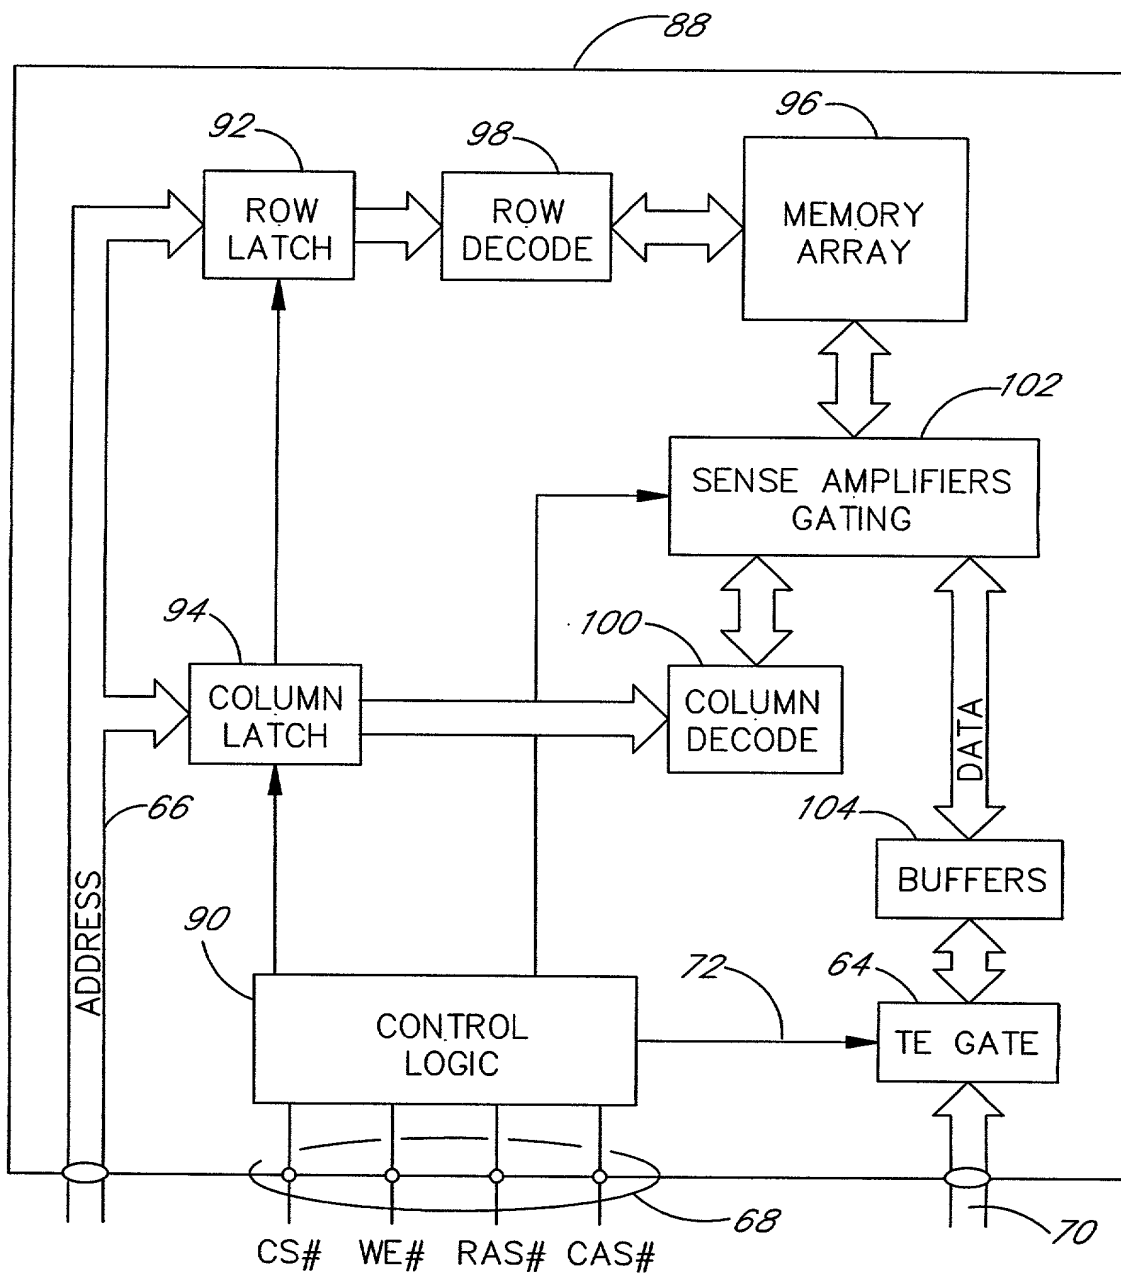 88
92
98
96
ROW
LATCH
ROW
DECODE
MEMORY
ARRAY
102
SENSE AMPLIFIERS
GATING
94
100
COLUMN
LATCH
COLUMN
DECODE
DATA
66
104
ADDRESS
BUFFERS
90
72
64
CONTROL
LOGIC
TE GATE
68
70
CS# WE# RAS# CAS#